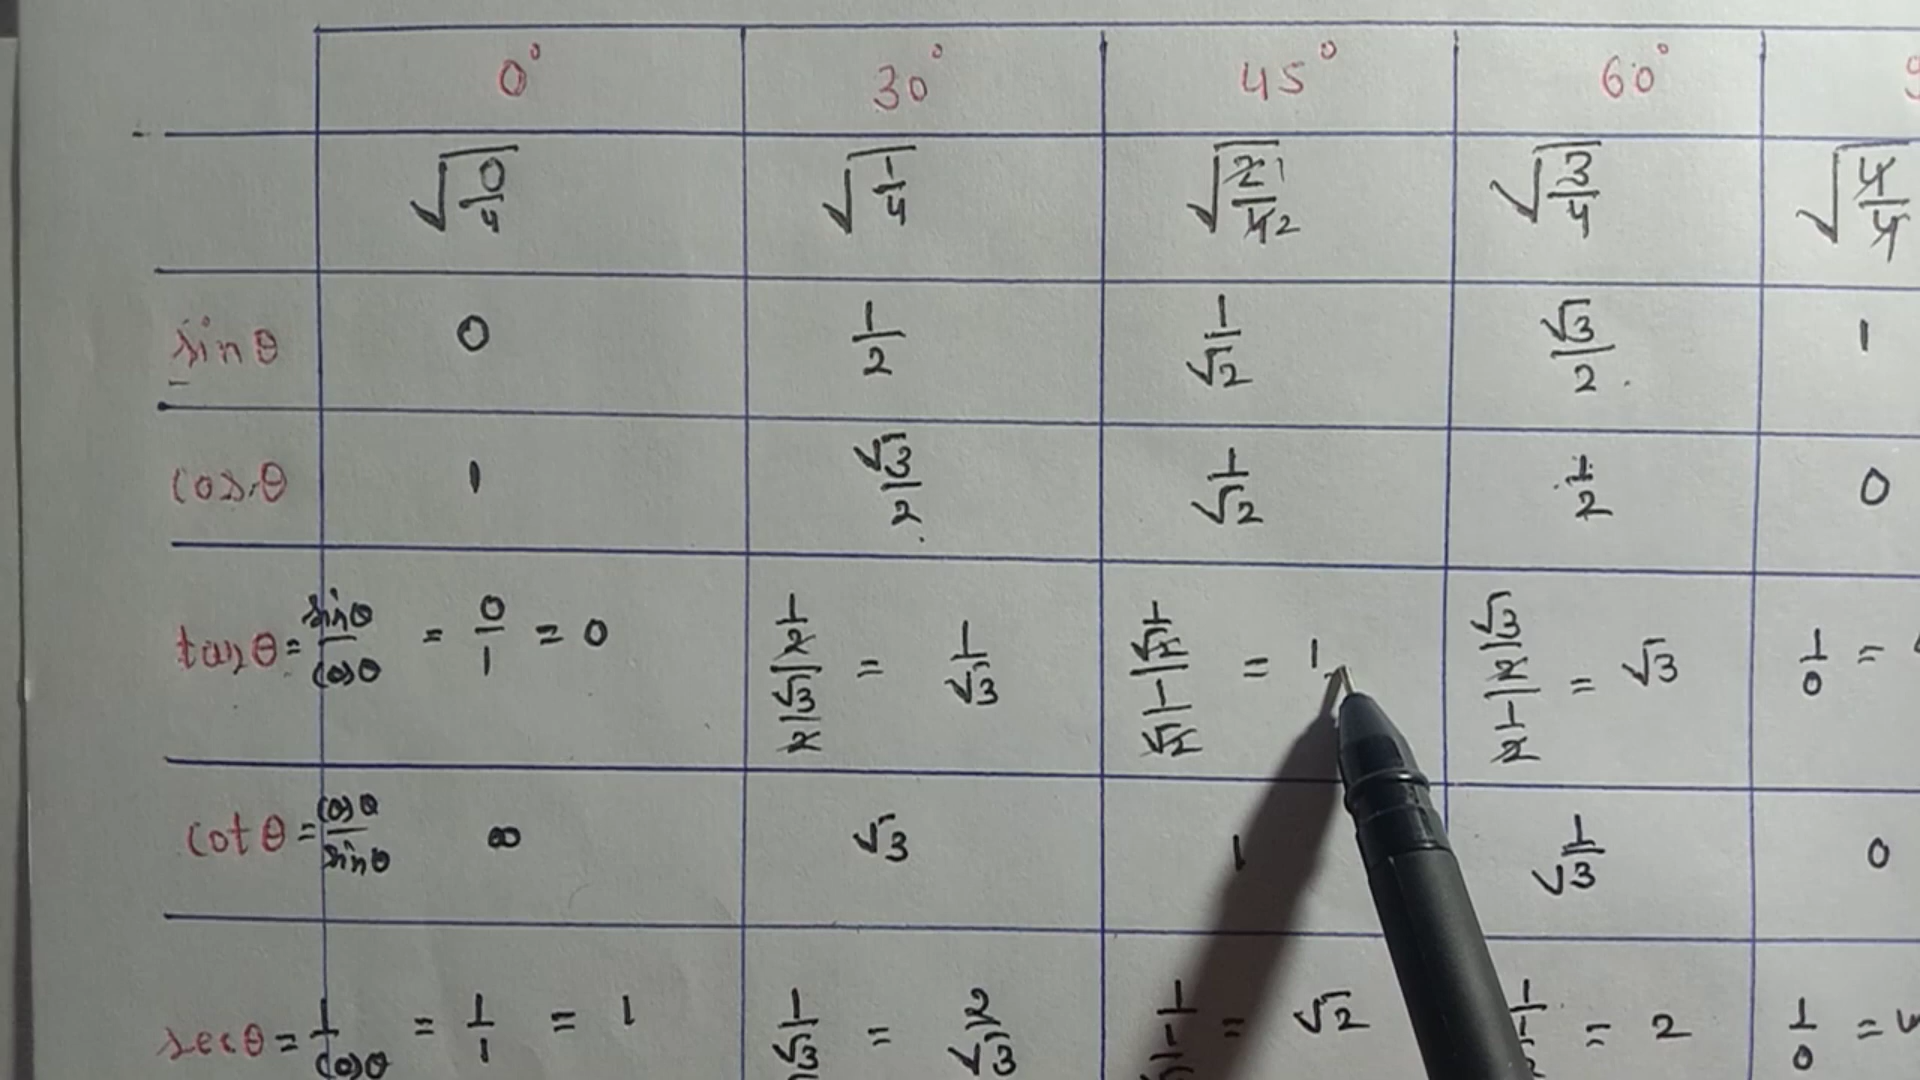 0° 30° 45° 60°
√0/4 √1/4 √2/4 1 2 √3/4 √4/4
sinθ 0 1/2 1/√2 √3/2 1
cosθ 1 √3/2 1/√2 1/2 0
tanθ = sinθ/cosθ = 0/1 = 0 1/2/√3/2 = 1/√3 1/√2/1/√2 = 1 √3/2/1/2 = √3 1/0 =
cotθ = cosθ/sinθ ∞ √3 1 1/√3 0
secθ = 1/cosθ = 1/1 = 1 = 2/√3 = √2 = 2 1/0 =